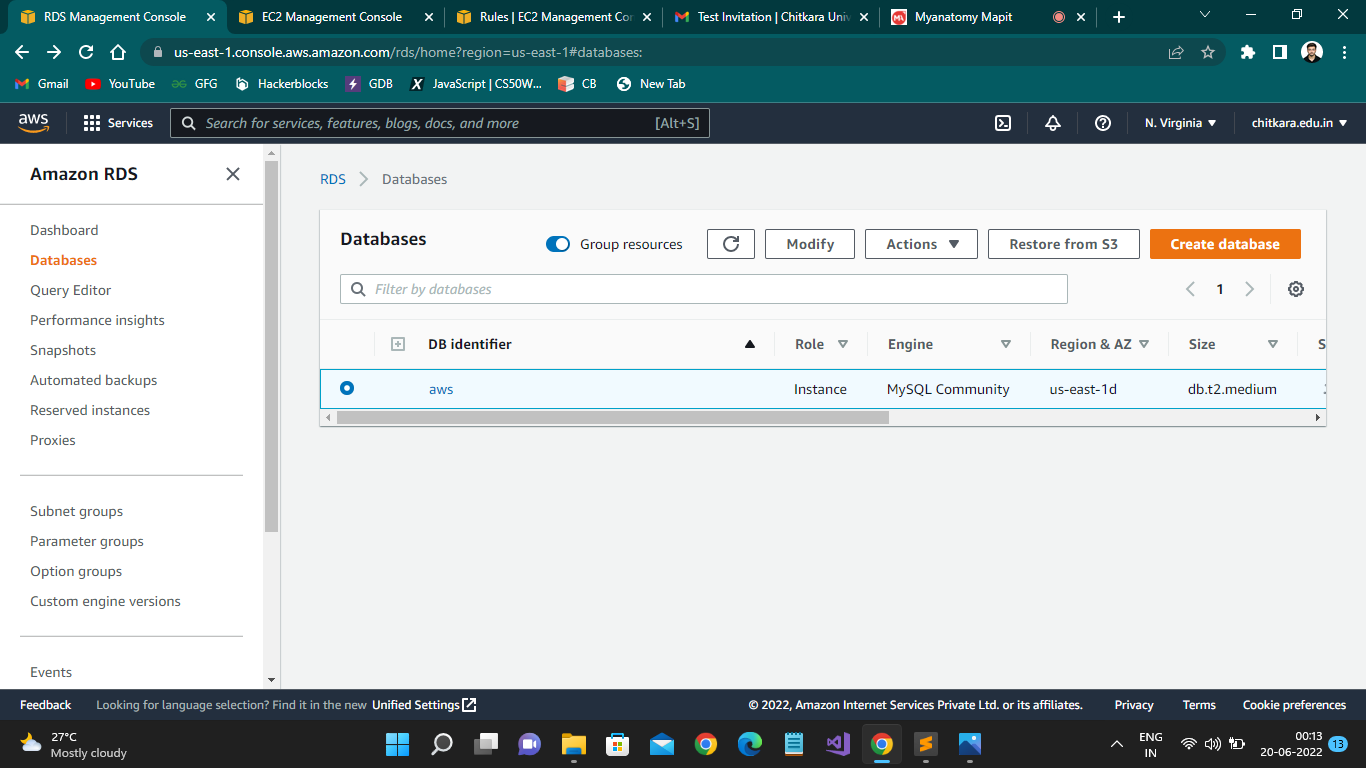 RDS Management Console
EC2 Management Console
Rules | EC2 Management Con
Test Invitation | Chitkara Univ
Myanatomy Mapit
us-east-1.console.aws.amazon.com/rds/home?region=us-east-1#databases:
Gmail
YouTube
GFG
Hackerblocks
GDB
JavaScript | CS50W...
CB
New Tab
aws
Services
Search for services, features, blogs, docs, and more
[Alt+S]
N. Virginia
chitkara.edu.in
Amazon RDS
Dashboard
Databases
Query Editor
Performance insights
Snapshots
Automated backups
Reserved instances
Proxies
Subnet groups
Parameter groups
Option groups
Custom engine versions
Events
RDS > Databases
Databases
Group resources
Modify
Actions
Restore from S3
Create database
Filter by databases
1
DB identifier
Role
Engine
Region & AZ
Size
S
aws
Instance
MySQL Community
us-east-1d
db.t2.medium
Feedback
Looking for language selection? Find it in the new Unified Settings
© 2022, Amazon Internet Services Private Ltd. or its affiliates.
Privacy
Terms
Cookie preferences
27°C
Mostly cloudy
ENG
IN
00:13
20-06-2022
13